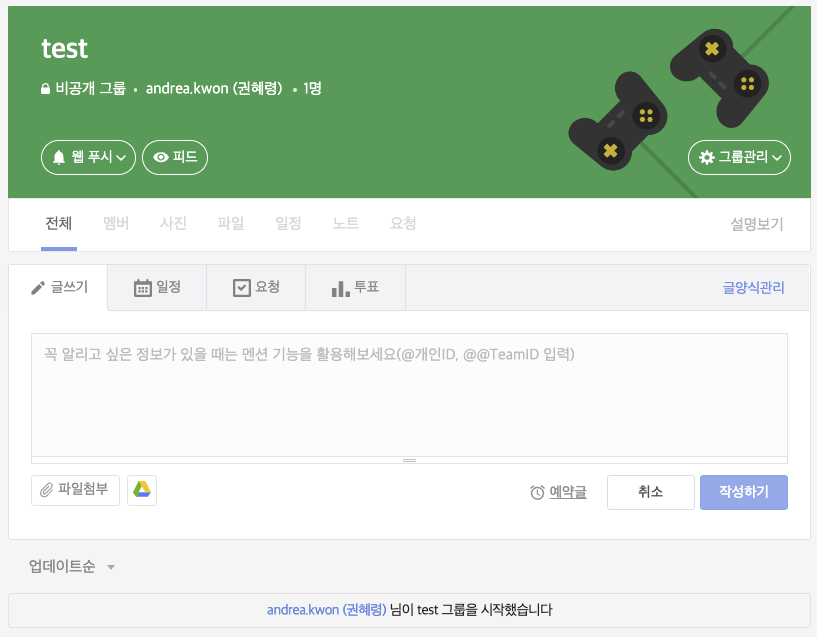 test
비공개 그룹 • andrea.kwon (권혜령) • 1명
웹 푸시 피드 그룹관리
전체 멤버 사진 파일 일정 노트 요청 설명보기
글쓰기 일정 요청 투표 글양식관리
꼭 알리고 싶은 정보가 있을 때는 멘션 기능을 활용해보세요(@개인ID, @@TeamID 입력)
파일첨부 예약글 취소 작성하기
업데이트순
andrea.kwon (권혜령) 님이 test 그룹을 시작했습니다